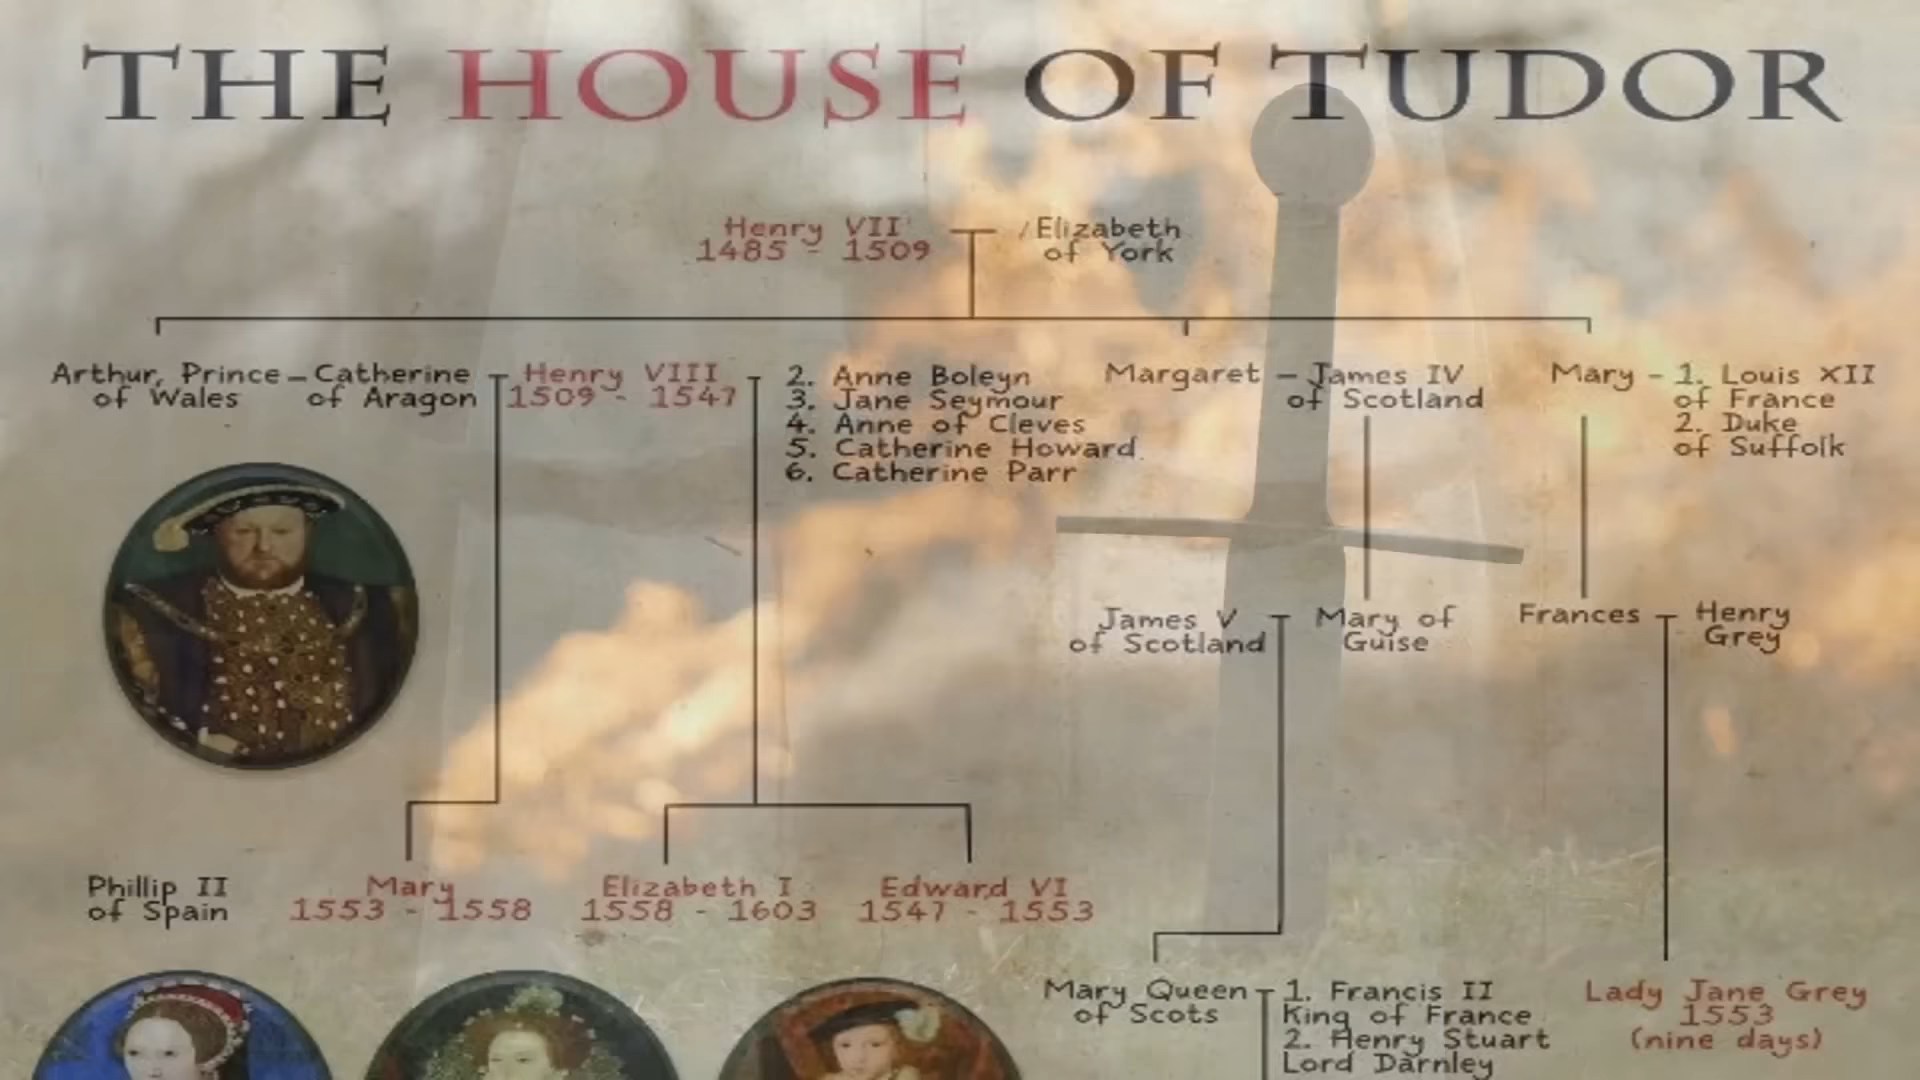 THE HOUSE OF TUDOR
Henry VII
1485 - 1509
Elizabeth
of York
Arthur, Prince
of Wales
Catherine
of Aragon
Henry VIII
1509 - 1547
2. Anne Boleyn
3. Jane Seymour
4. Anne of Cleves
5. Catherine Howard
6. Catherine Parr
Margaret
James IV
of Scotland
Mary
1. Louis XII
of France
2. Duke
of Suffolk
James V
of Scotland
Mary of
Guise
Frances
Henry
Grey
Phillip II
of Spain
Mary
1553 - 1558
Elizabeth I
1558 - 1603
Edward VI
1547 - 1553
Mary Queen
of Scots
1. Francis II
King of France
2. Henry Stuart
Lord Darnley
Lady Jane Grey
1553
(nine days)